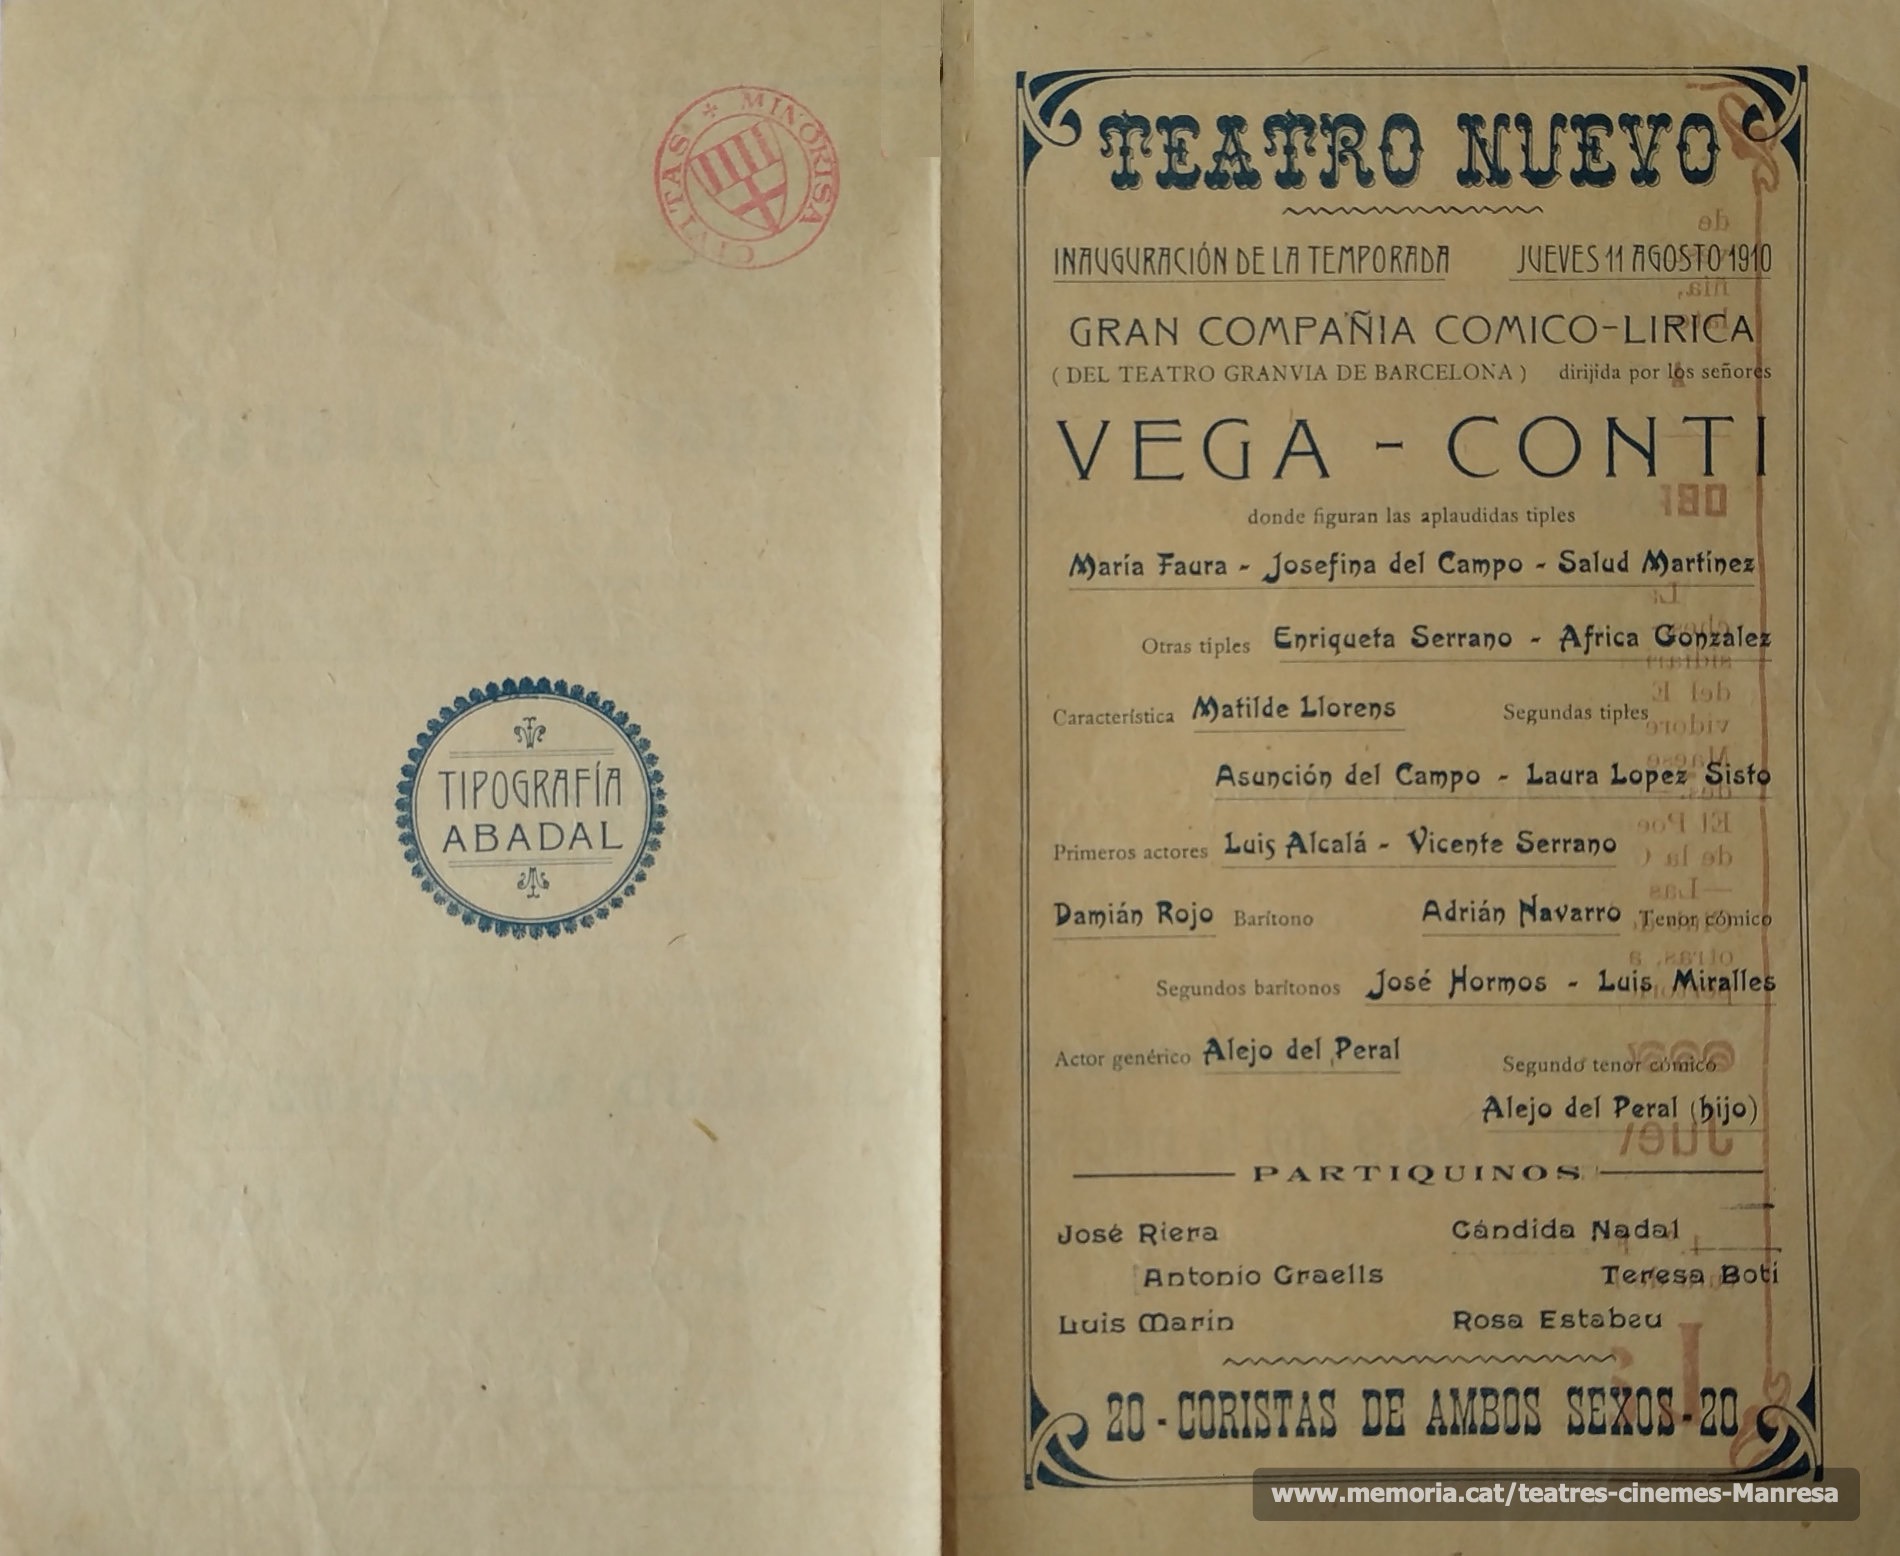 CIVITAS * MINORISA
TIPOGRAFÍA
ABADAL
TEATRO NUEVO
INAUGURACIÓN DE LA TEMPORADA JUEVES 11 AGOSTO 1910
GRAN COMPAÑIA COMICO-LIRICA
(DEL TEATRO GRANVIA DE BARCELONA) dirijida por los señores
VEGA - CONTI
donde figuran las aplaudidas tiples
María Faura - Josefina del Campo - Salud Martínez
Otras tiples Enriqueta Serrano - Africa Gonzalez
Característica Matilde Llorens Segundas tiples
Asunción del Campo - Laura Lopez Sisto
Primeros actores Luis Alcalá - Vicente Serrano
Damián Rojo Barítono Adrián Navarro Tenor cómico
Segundos barítonos José Hormos - Luis Miralles
Actor genérico Alejo del Peral Segundo tenor cómico
Alejo del Peral (hijo)
PARTIQUINOS
José Riera Cándida Nadal
Antonio Graells Teresa Boti
Luis Marin Rosa Estabeu
20 - CORISTAS DE AMBOS SEXOS - 20
www.memoria.cat/teatres-cinemes-Manresa